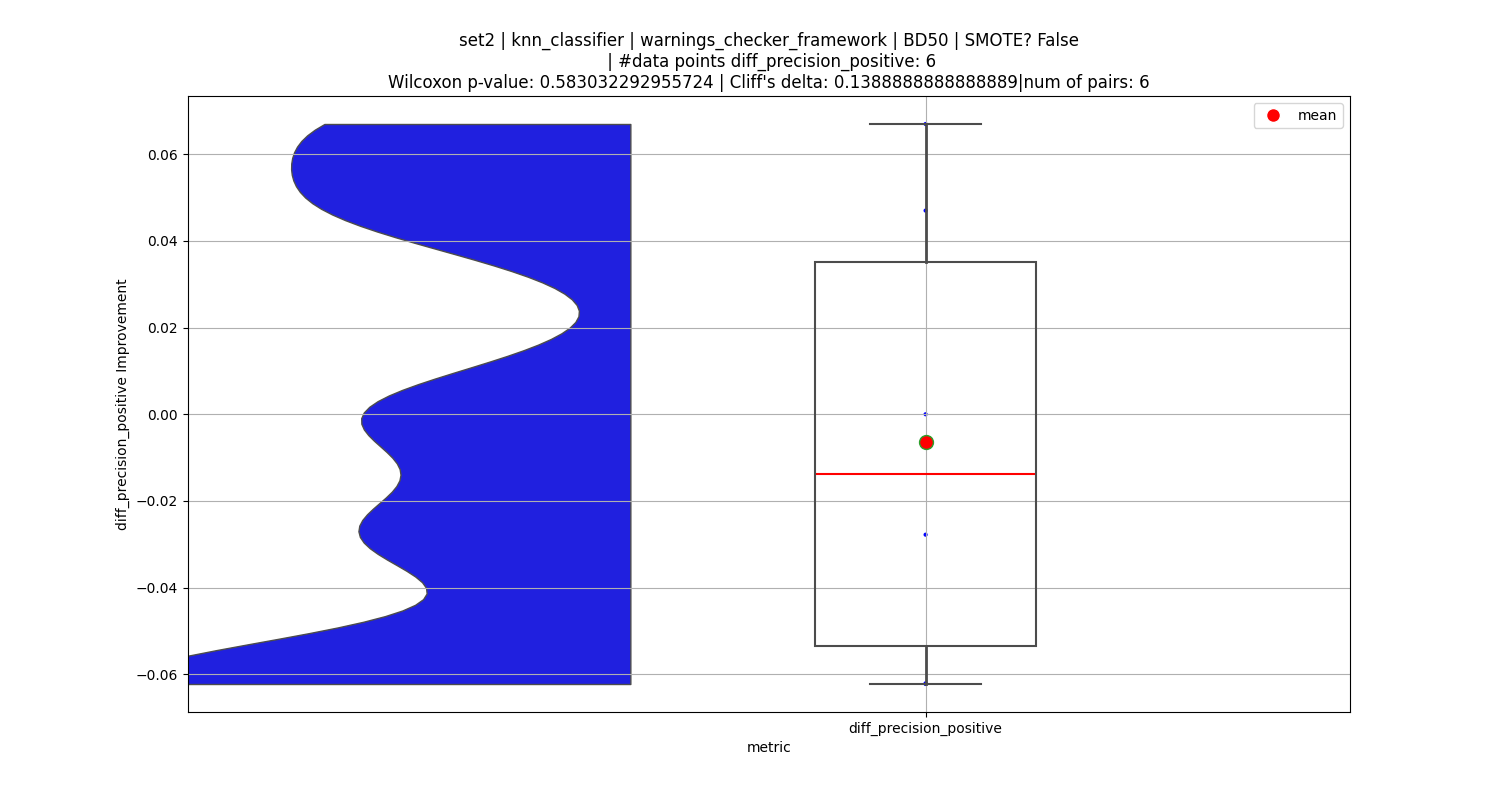 set2 | knn_classifier | warnings_checker_framework | BD50 | SMOTE? False
| #data points diff_precision_positive: 6
Wilcoxon p-value: 0.583032292955724 | Cliff's delta: 0.1388888888888889|num of pairs: 6
mean
0.06
0.04
0.02
0.00
−0.02
−0.04
−0.06
diff_precision_positive Improvement
diff_precision_positive
metric